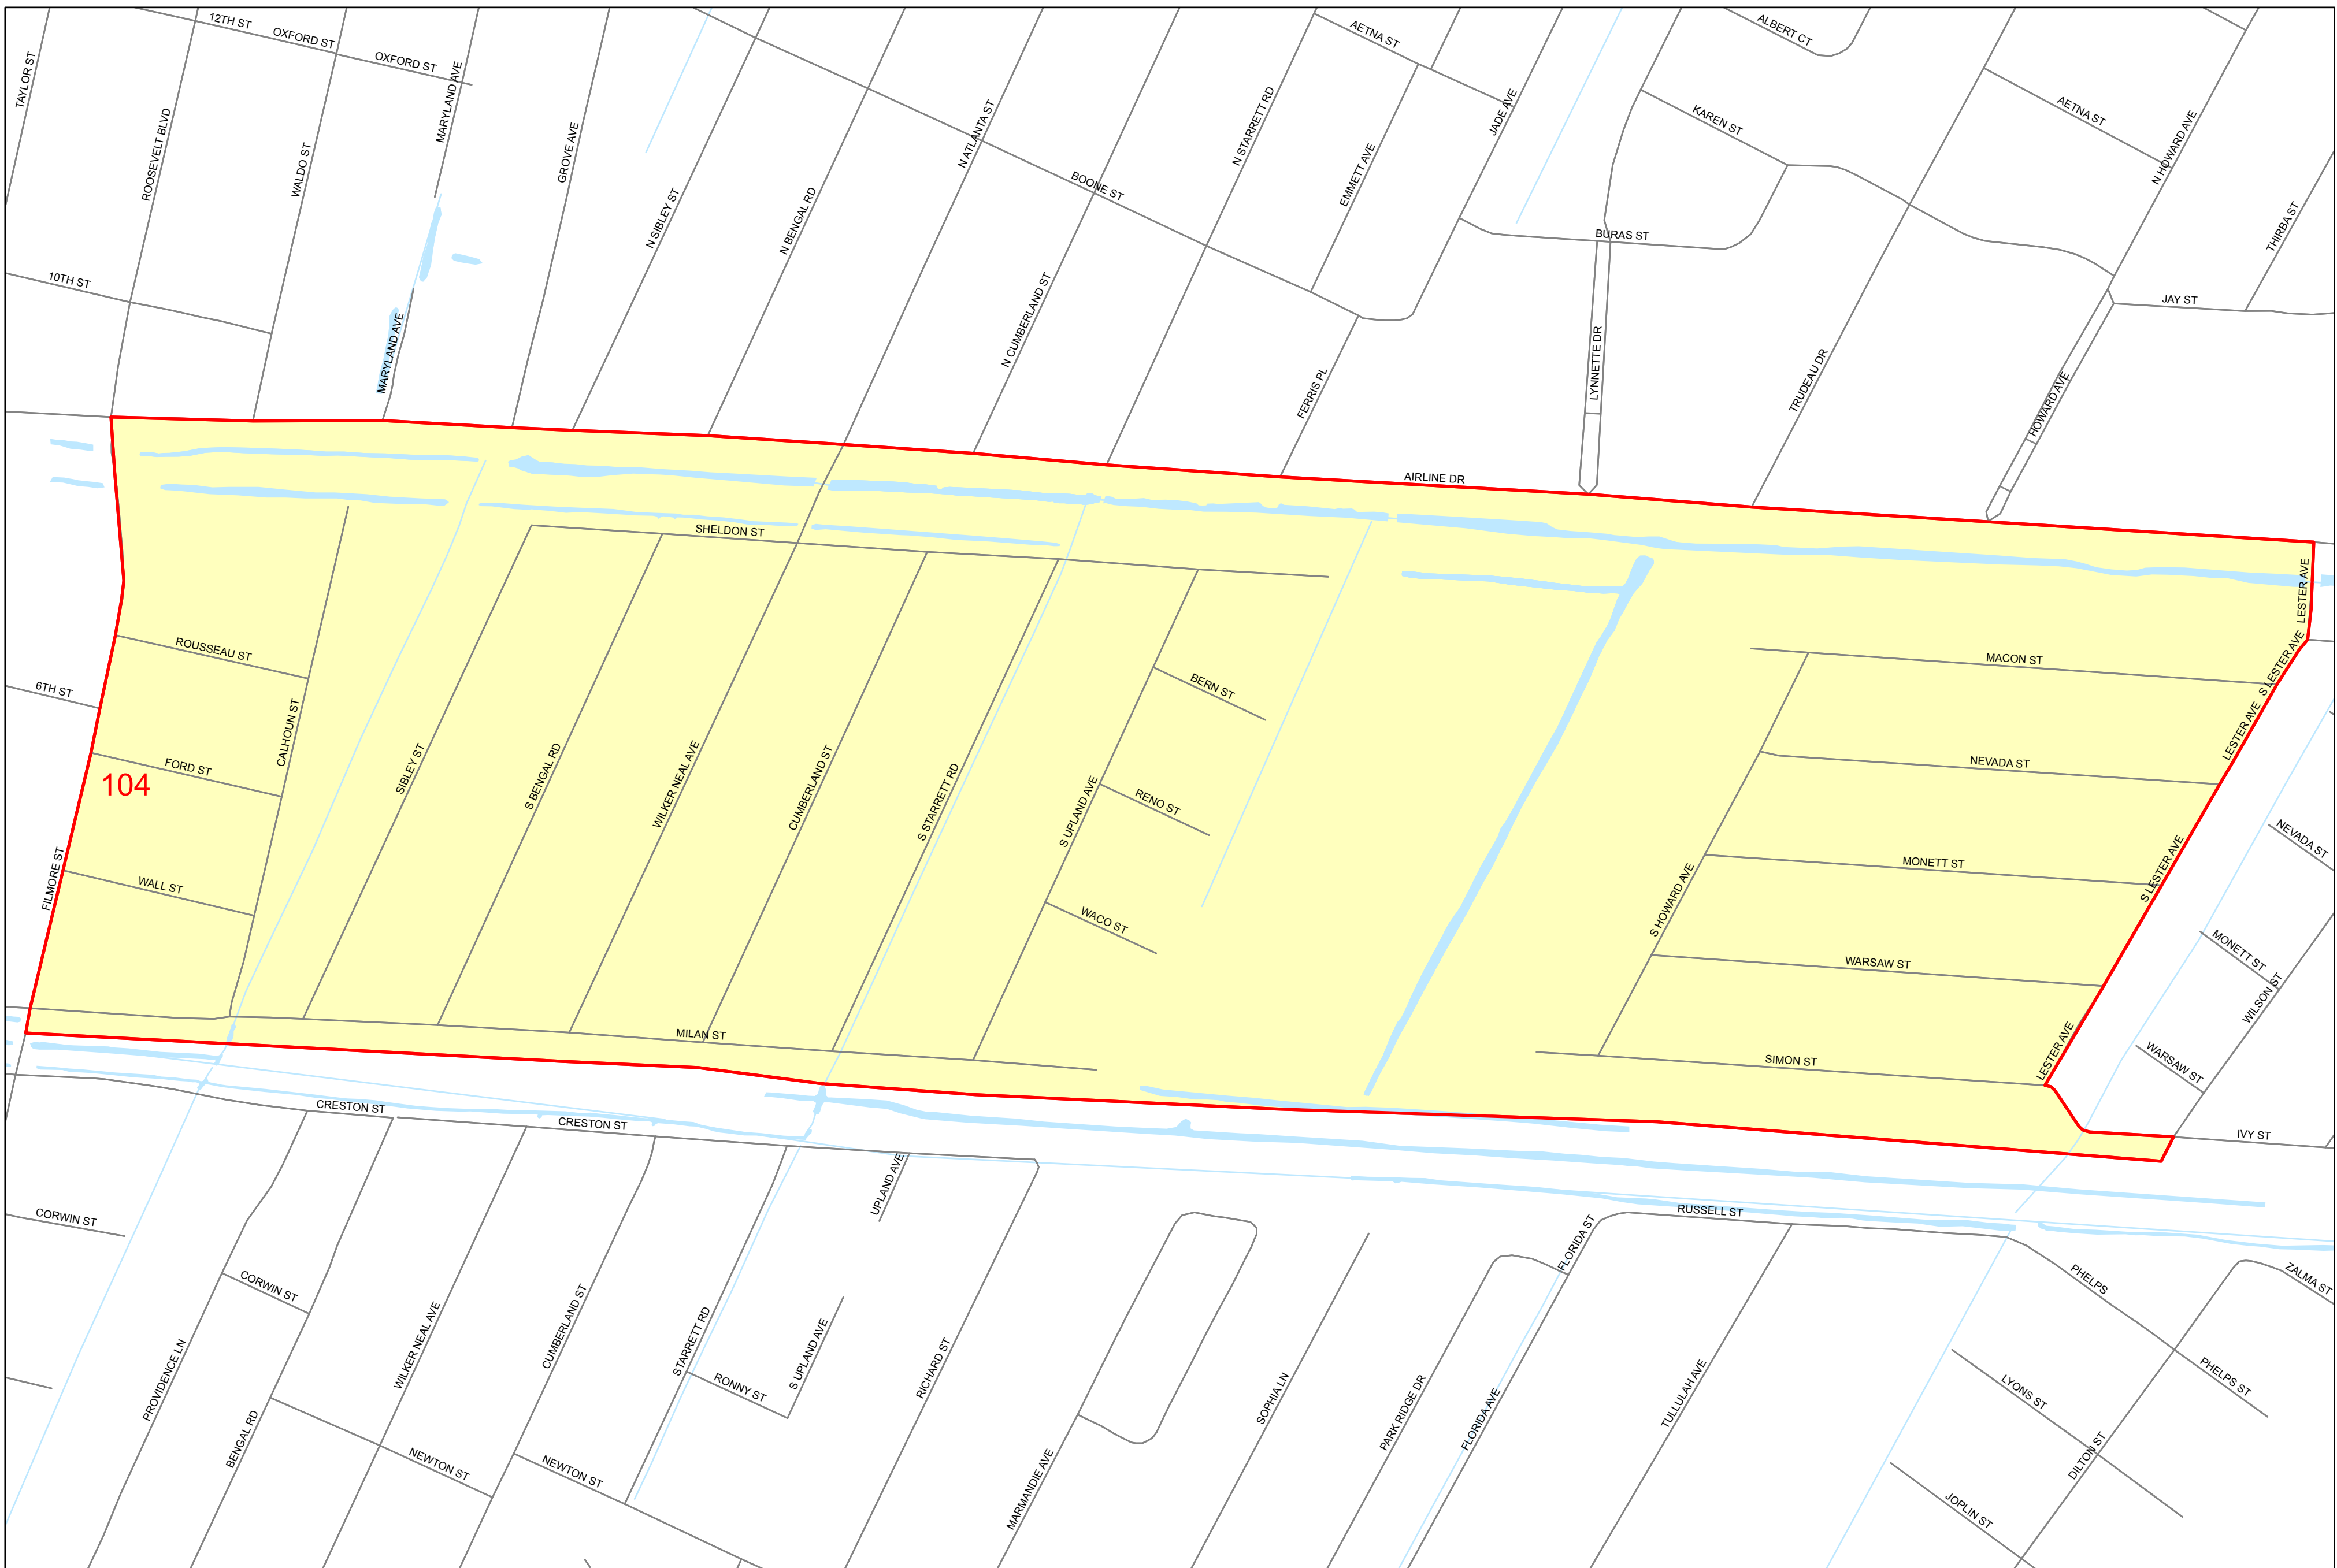 12TH ST
OXFORD ST
OXFORD ST
TAYLOR ST
ROOSEVELT BLVD
WALDO ST
MARYLAND AVE
GROVE AVE
N SIBLEY ST
N BENGAL RD
N ATLANTA ST
N STARRETT RD
AETNA ST
JADE AVE
EMMETT AVE
BOONE ST
ALBERT CT
KAREN ST
AETNA ST
N HOWARD AVE
THIRBA ST
BURAS ST
JAY ST
10TH ST
MARYLAND AVE
N CUMBERLAND ST
FERRIS PL
LYNNETTE DR
TRUDEAU DR
HOWARD AVE
AIRLINE DR
SHELDON ST
LESTER AVE
ROUSSEAU ST
6TH ST
CALHOUN ST
FORD ST
104
WALL ST
FILMORE ST
SIBLEY ST
S BENGAL RD
WILKER NEAL AVE
CUMBERLAND ST
S STARRETT RD
S UPLAND AVE
BERN ST
RENO ST
WACO ST
MACON ST
S LESTER AVE
LESTER AVE
NEVADA ST
NEVADA ST
MONETT ST
S LESTER AVE
S HOWARD AVE
WARSAW ST
MONETT ST
WILSON ST
MILAN ST
SIMON ST
LESTER AVE
WARSAW ST
IVY ST
CRESTON ST
CRESTON ST
UPLAND AVE
CORWIN ST
CORWIN ST
RUSSELL ST
FLORIDA ST
PHELPS
ZALMA ST
PROVIDENCE LN
BENGAL RD
WILKER NEAL AVE
CUMBERLAND ST
STARRETT RD
RONNY ST
S UPLAND AVE
RICHARD ST
SOPHIA LN
PARK RIDGE DR
FLORIDA AVE
TULLULAH AVE
LYONS ST
PHELPS ST
DILTON ST
NEWTON ST
NEWTON ST
MARMANDIE AVE
JOPLIN ST